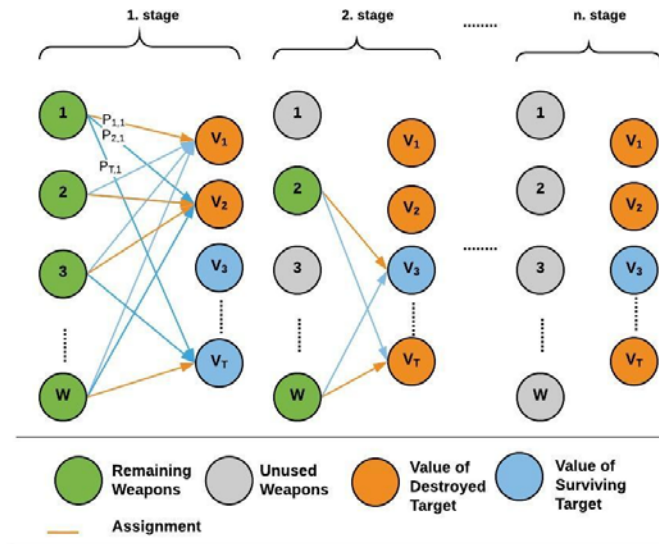 1. stage
2. stage
n. stage
1
2
3
W
P1,1
P2,1
PT,1
V1
V2
V3
VT
1
2
3
W
V1
V2
V3
VT
1
2
3
W
V1
V2
V3
VT
Remaining
Weapons
Unused
Weapons
Value of
Destroyed
Target
Value of
Surviving
Target
Assignment